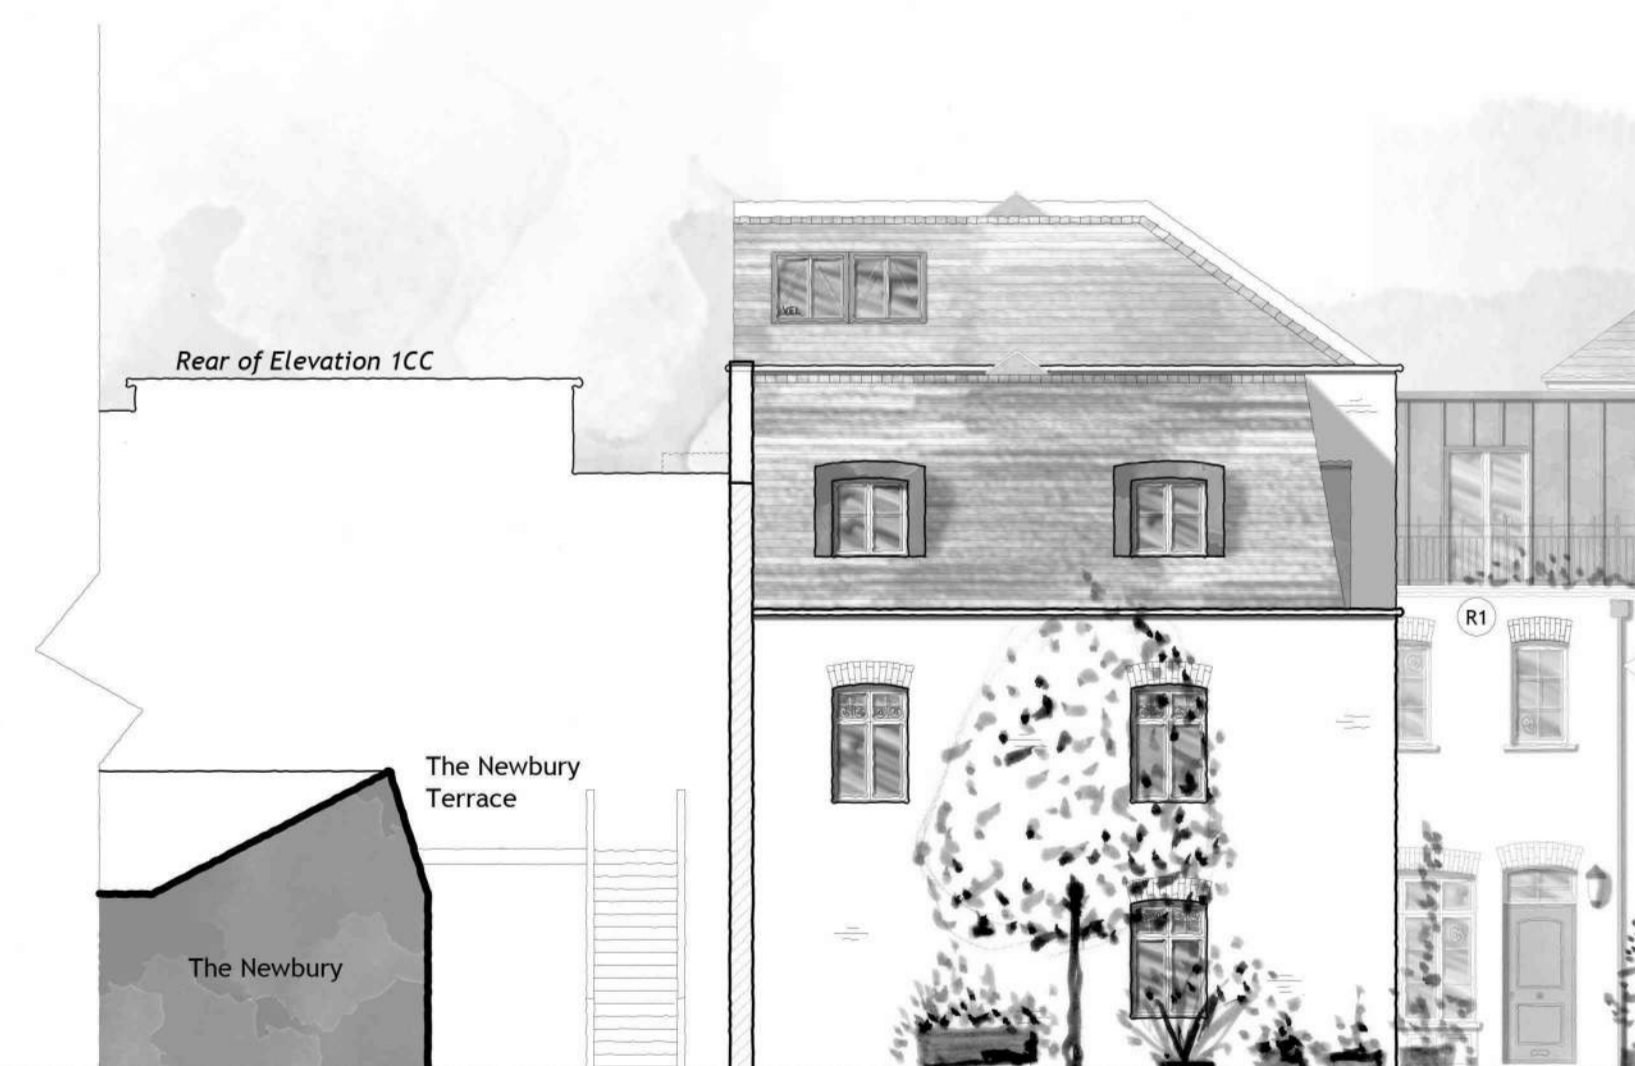 Rear of Elevation 1CC
R1
The Newbury
Terrace
The Newbury